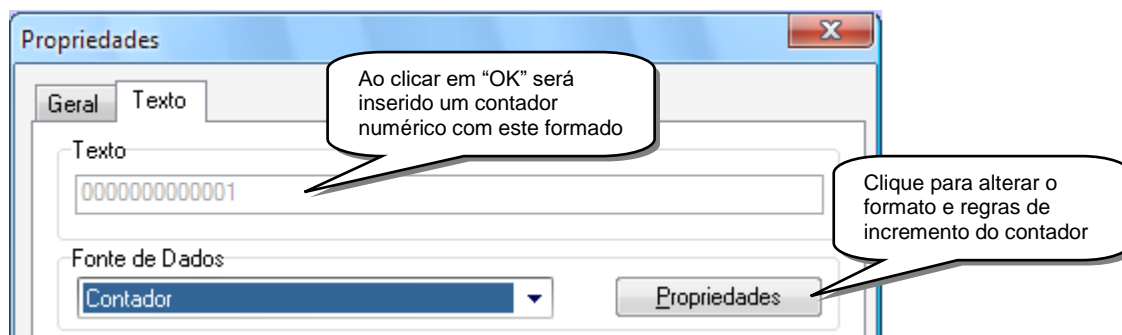 Propriedades
Ao clicar em “OK” será
inserido um contador
numérico com este formado
Geral
Texto
Texto
0000000000001
Clique para alterar o
formato e regras de
incremento do contador
Fonte de Dados
Contador
Propriedades